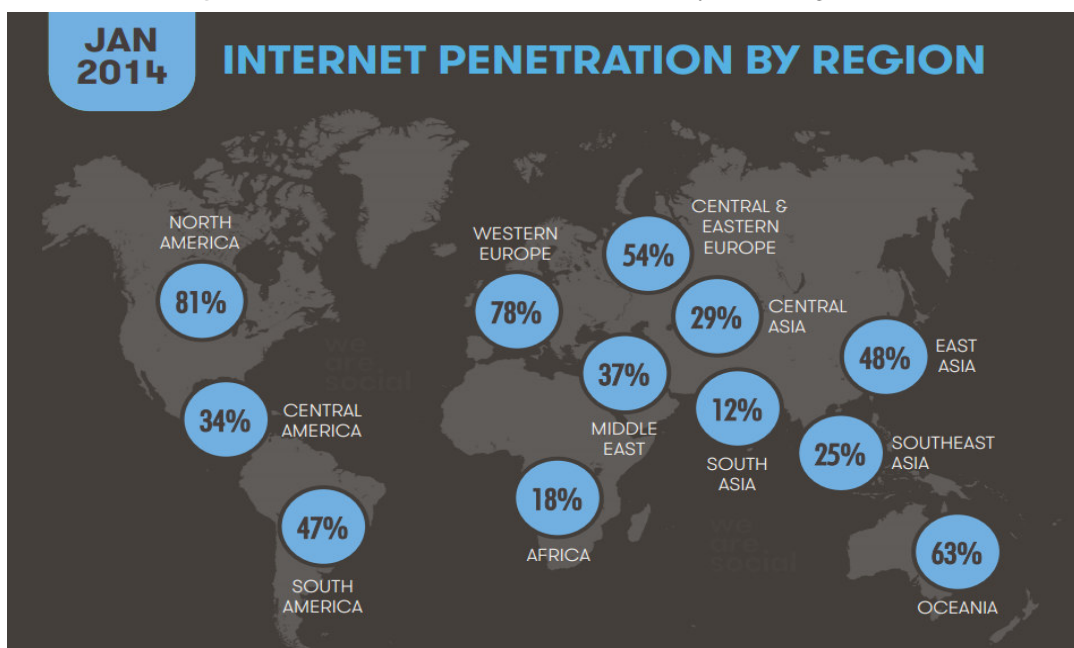 JAN
2014
INTERNET PENETRATION BY REGION
NORTH
AMERICA
81%
WESTERN
EUROPE
78%
CENTRAL &
EASTERN
EUROPE
54%
CENTRAL
ASIA
29%
EAST
ASIA
48%
we
are
social
37%
MIDDLE
EAST
12%
SOUTH
ASIA
34%
CENTRAL
AMERICA
25%
SOUTHEAST
ASIA
47%
SOUTH
AMERICA
18%
AFRICA
we
are
social
63%
OCEANIA